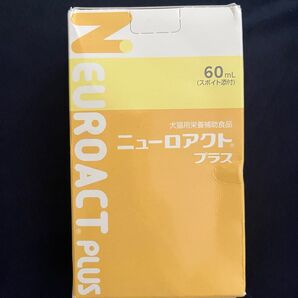 NEUROACT® PLUS
60mL
(スポイト添付)
犬猫用栄養補助食品
ニューロアクト®
プラス